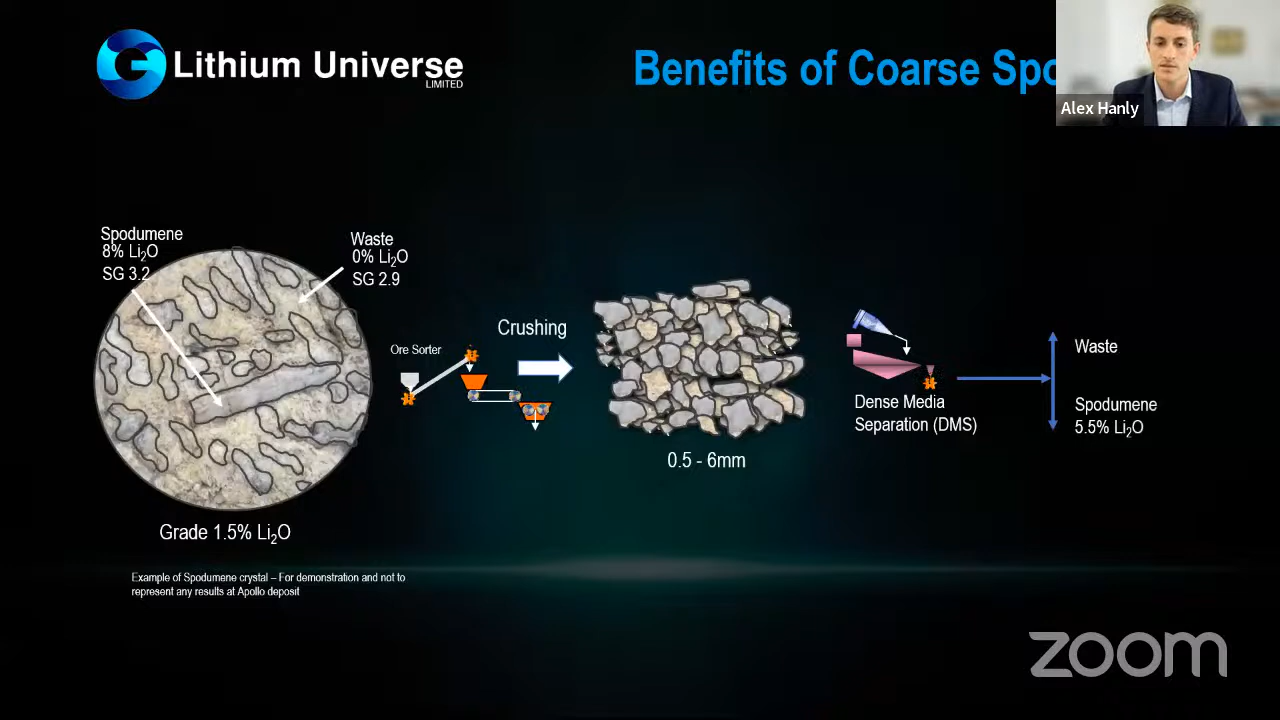 Lithium Universe
LIMITED
Benefits of Coarse Spo
Alex Hanly
Spodumene
8% Li₂O
SG 3.2
Waste
0% Li₂O
SG 2.9
Ore Sorter
Crushing
Dense Media
Separation (DMS)
Waste
Spodumene
5.5% Li₂O
0.5 - 6mm
Grade 1.5% Li₂O
Example of Spodumene crystal – For demonstration and not to
represent any results at Apollo deposit
zoom